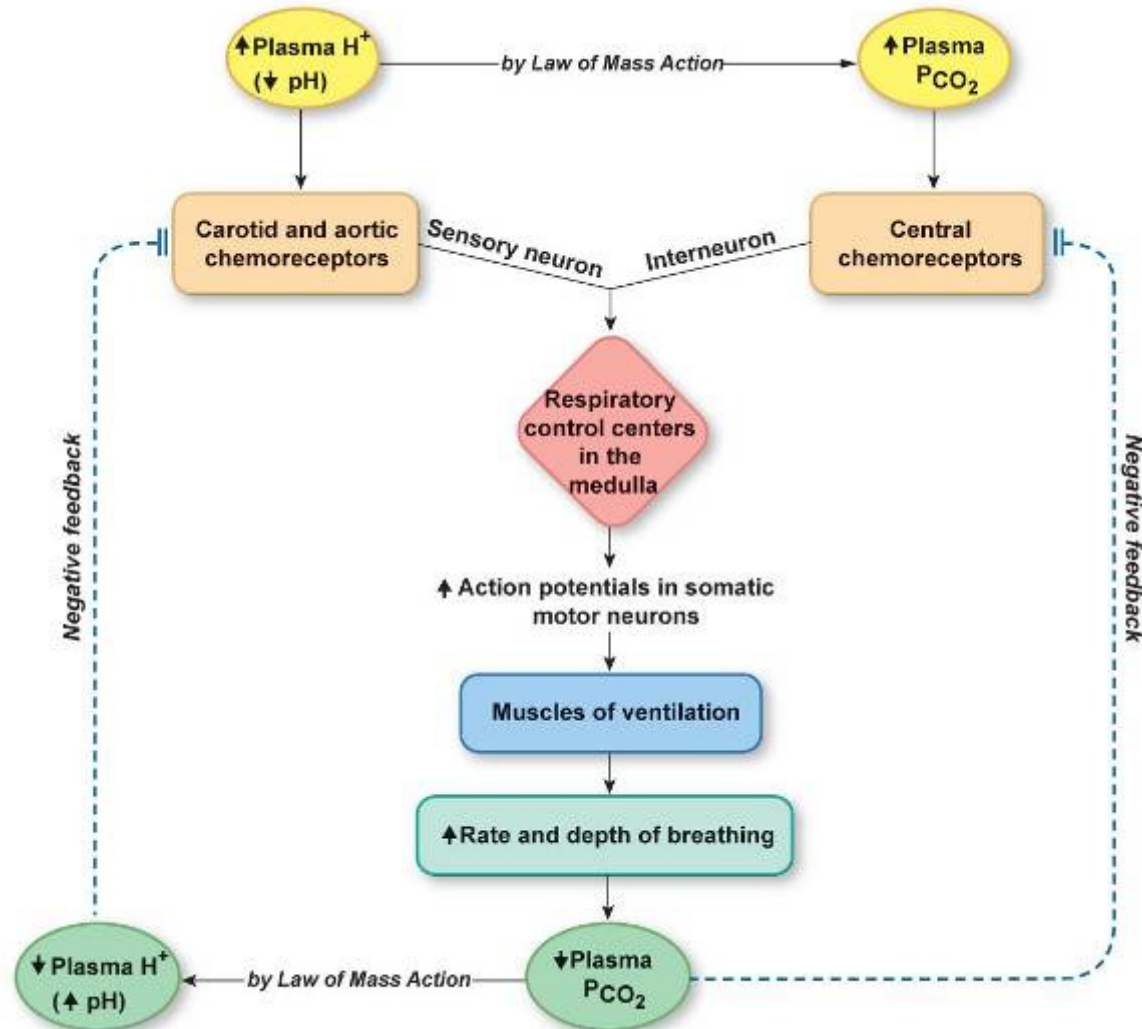 ↑Plasma H⁺
(↓ pH)
by Law of Mass Action
↑Plasma
PCO₂
Carotid and aortic
chemoreceptors
Sensory neuron
Interneuron
Central
chemoreceptors
Respiratory
control centers
in the
medulla
Negative feedback
Negative feedback
↑Action potentials in somatic
motor neurons
Muscles of ventilation
↑Rate and depth of breathing
↓Plasma H⁺
(↑ pH)
by Law of Mass Action
↓Plasma
PCO₂